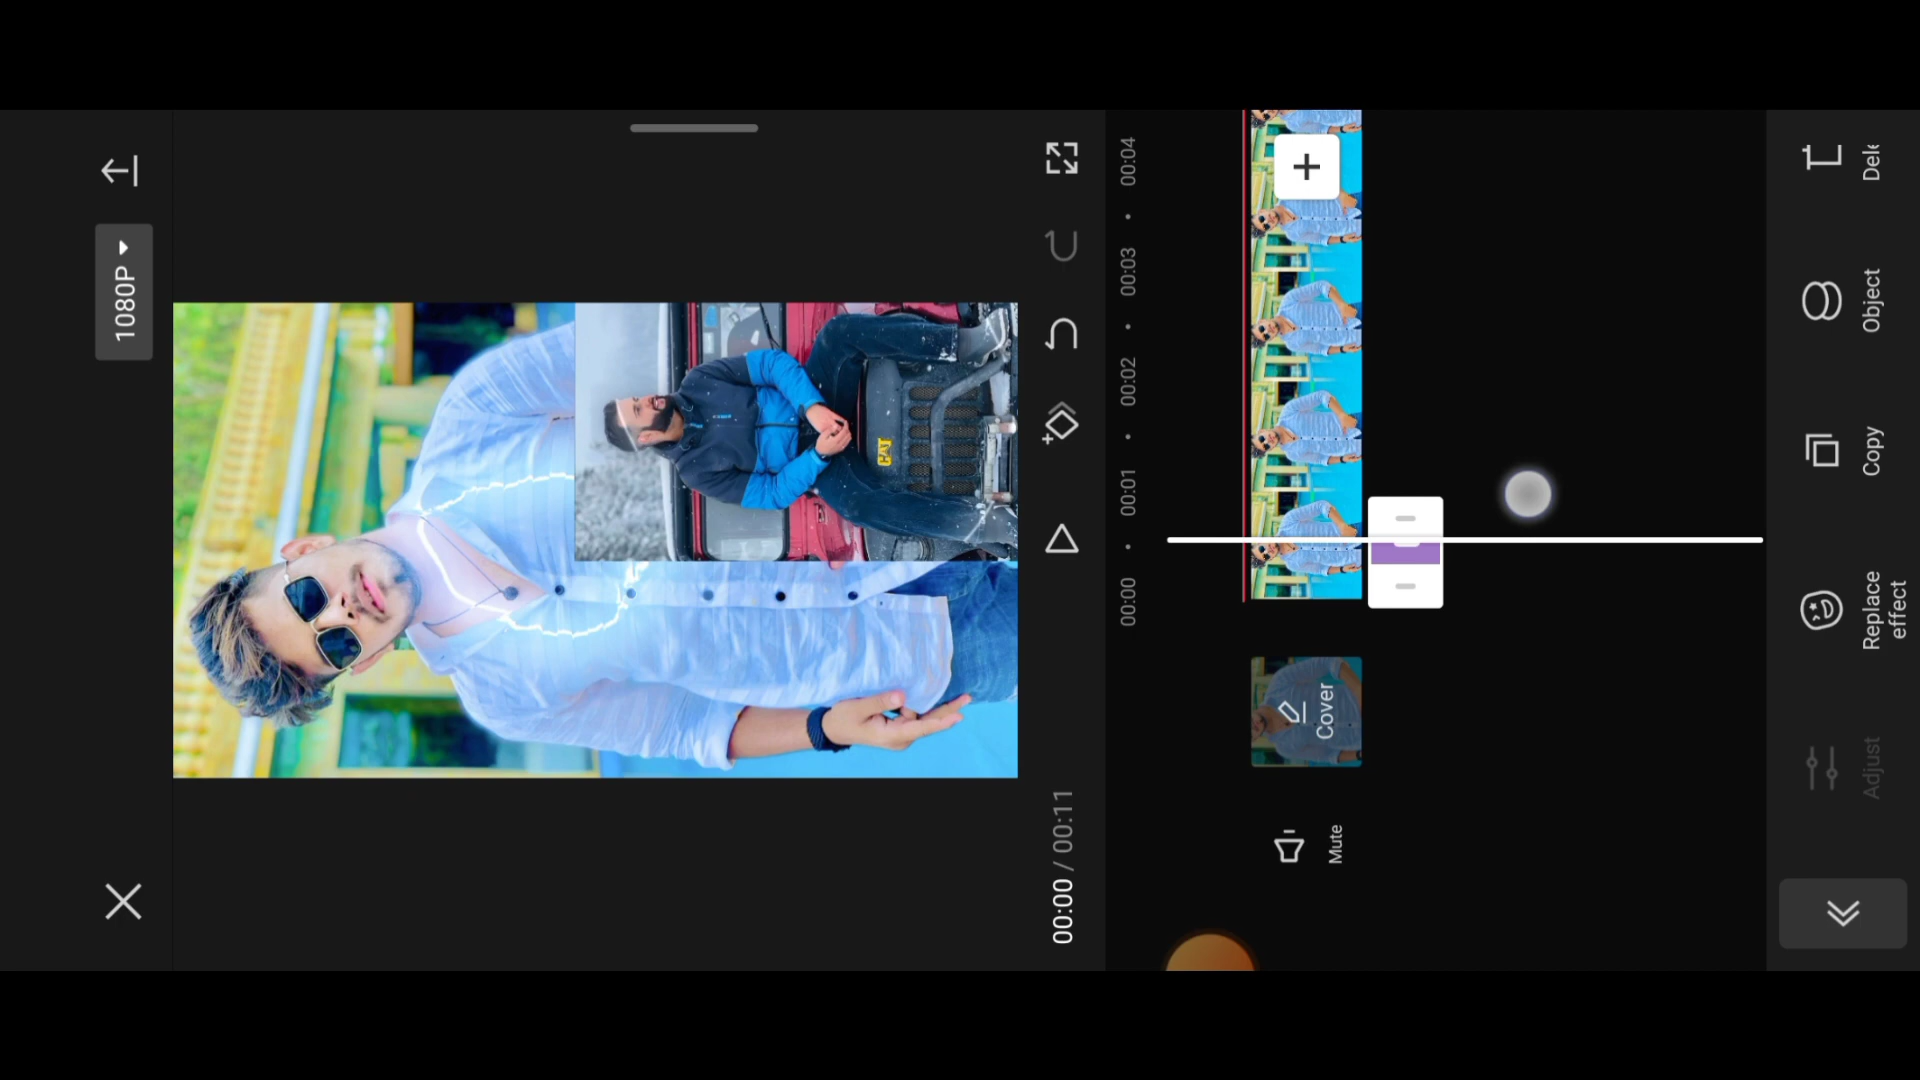 1080P
00:00 / 00:11
00:00
00:01
00:02
00:03
00:04
CAT
Cover
Mute
Adjust
Replace
effect
Copy
Object
Dele